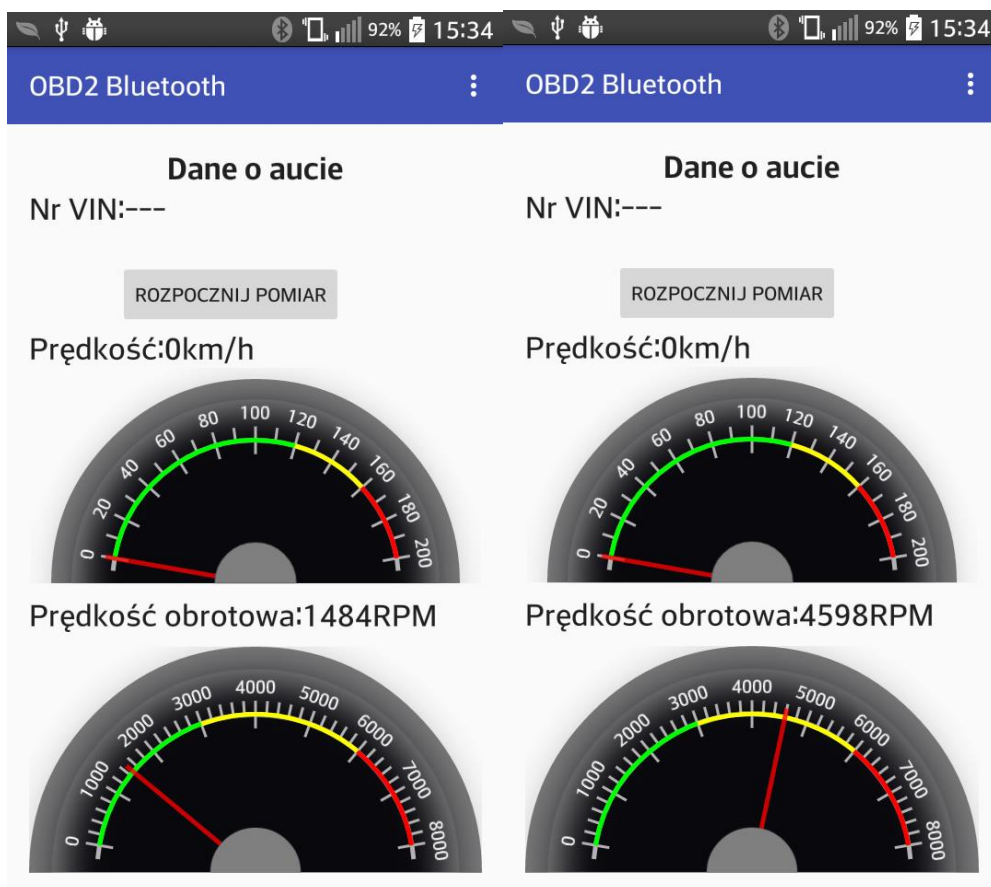 92% 15:34
OBD2 Bluetooth
Dane o aucie
Nr VIN:---
ROZPOCZNIJ POMIAR
Prędkość:0km/h
0 20 40 60 80 100 120 140 160 180 200
Prędkość obrotowa:1484RPM
0 1000 2000 3000 4000 5000 6000 7000 8000
92% 15:34
OBD2 Bluetooth
Dane o aucie
Nr VIN:---
ROZPOCZNIJ POMIAR
Prędkość:0km/h
0 20 40 60 80 100 120 140 160 180 200
Prędkość obrotowa:4598RPM
0 1000 2000 3000 4000 5000 6000 7000 8000